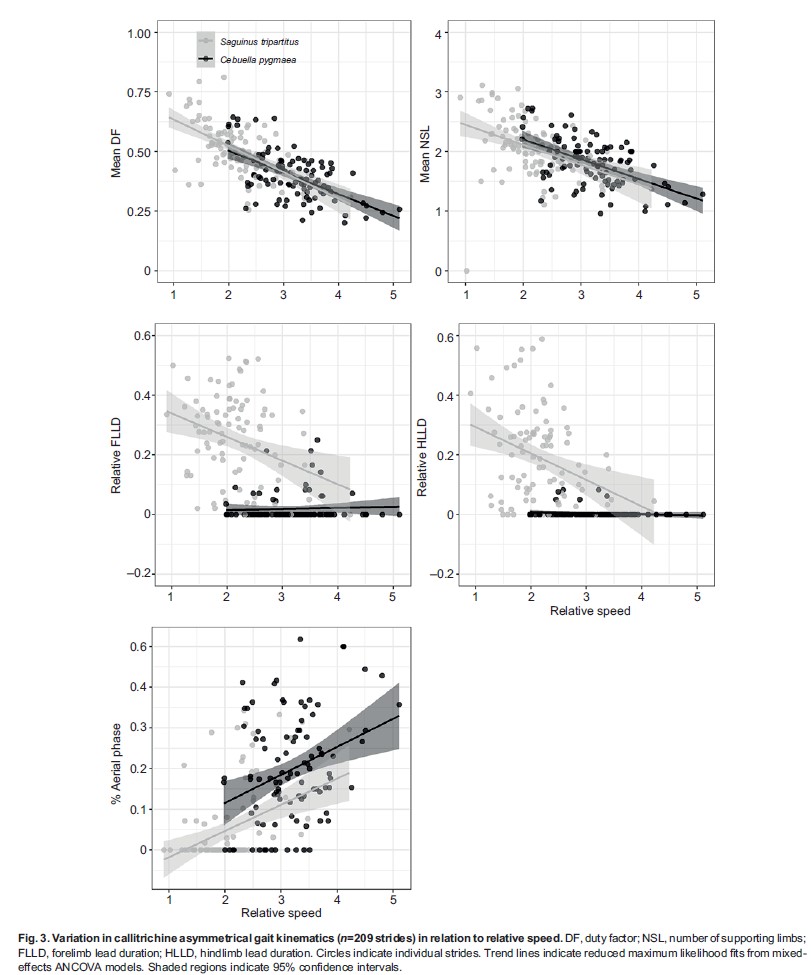 1.00
0.75
0.50
0.25
0
Mean DF
Saguinus tripartitus
Cebuella pygmaea
1 2 3 4 5
4
3
2
1
0
Mean NSL
1 2 3 4 5
0.6
0.4
0.2
0
–0.2
Relative FLLD
1 2 3 4 5
0.6
0.4
0.2
0
–0.2
Relative HLLD
1 2 3 4 5
Relative speed
0.6
0.4
0.3
0.2
0.1
0
% Aerial phase
1 2 3 4 5
Relative speed
Fig. 3. Variation in callitrichine asymmetrical gait kinematics (n=209 strides) in relation to relative speed. DF, duty factor; NSL, number of supporting limbs;
FLLD, forelimb lead duration; HLLD, hindlimb lead duration. Circles indicate individual strides. Trend lines indicate reduced maximum likelihood fits from mixed-
effects ANCOVA models. Shaded regions indicate 95% confidence intervals.